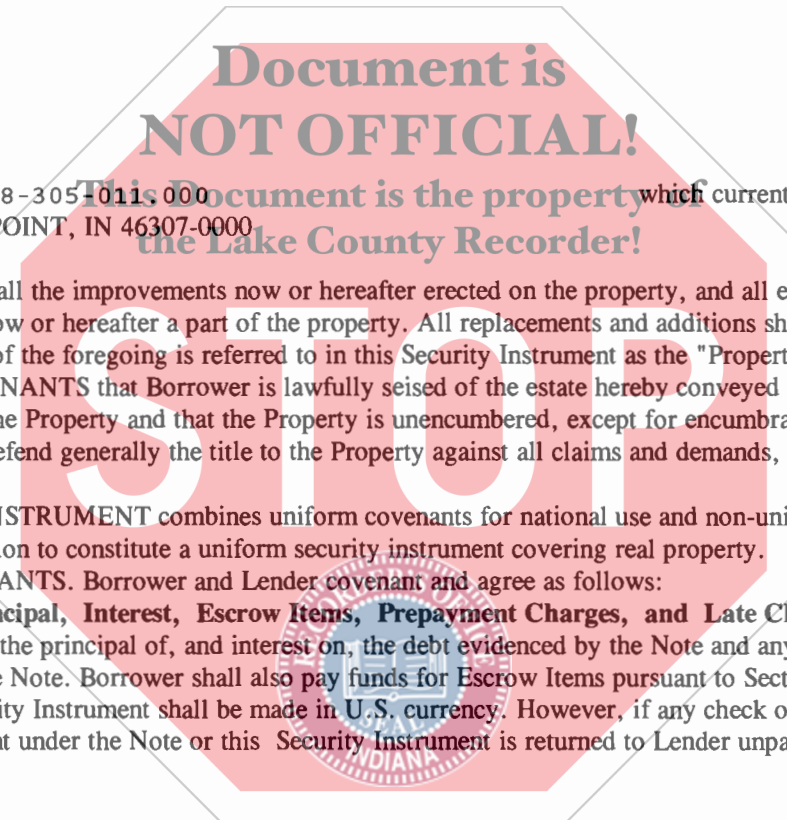 Document is
NOT OFFICIAL!
This Document is the property of
the Lake County Recorder!
8-305-011.000 which current
POINT, IN 46307-0000
all the improvements now or hereafter erected on the property, and all e
ow or hereafter a part of the property. All replacements and additions sh
of the foregoing is referred to in this Security Instrument as the "Propert
NANTS that Borrower is lawfully seised of the estate hereby conveyed
he Property and that the Property is unencumbered, except for encumbra
efend generally the title to the Property against all claims and demands,
STOP
NSTRUMENT combines uniform covenants for national use and non-uni
ion to constitute a uniform security instrument covering real property.
ANTS. Borrower and Lender covenant and agree as follows:
ncipal, Interest, Escrow Items, Prepayment Charges, and Late Cl
the principal of, and interest on, the debt evidenced by the Note and any
e Note. Borrower shall also pay funds for Escrow Items pursuant to Sect
ity Instrument shall be made in U.S. currency. However, if any check o
nt under the Note or this Security Instrument is returned to Lender unpa
RECORDER'S OFFICE
SEAL
INDIANA